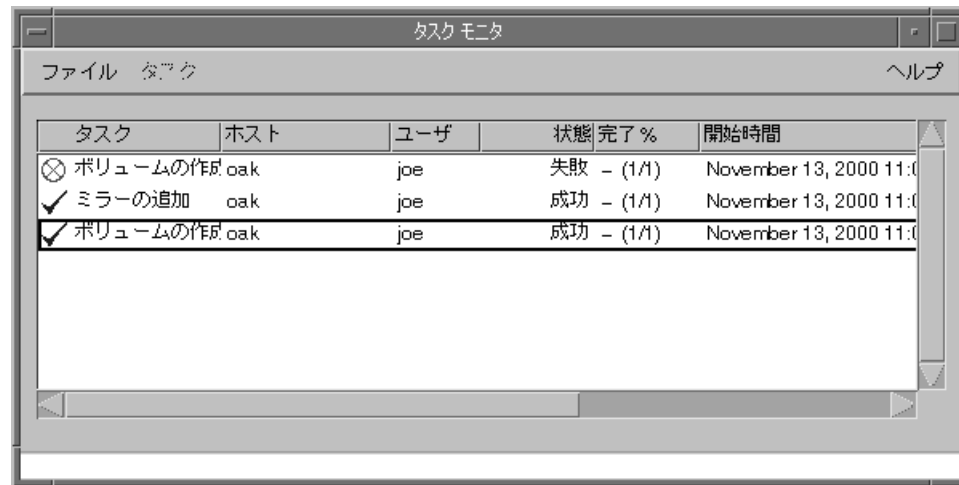 タスク モニタ
ファイル タスク ヘルプ
タスク ホスト ユーザ 状態 完了 % 開始時間
ボリュームの作成 oak joe 失敗 – (1/1) November 13, 2000 11:0
ミラーの追加 oak joe 成功 – (1/1) November 13, 2000 11:0
ボリュームの作成 oak joe 成功 – (1/1) November 13, 2000 11:0